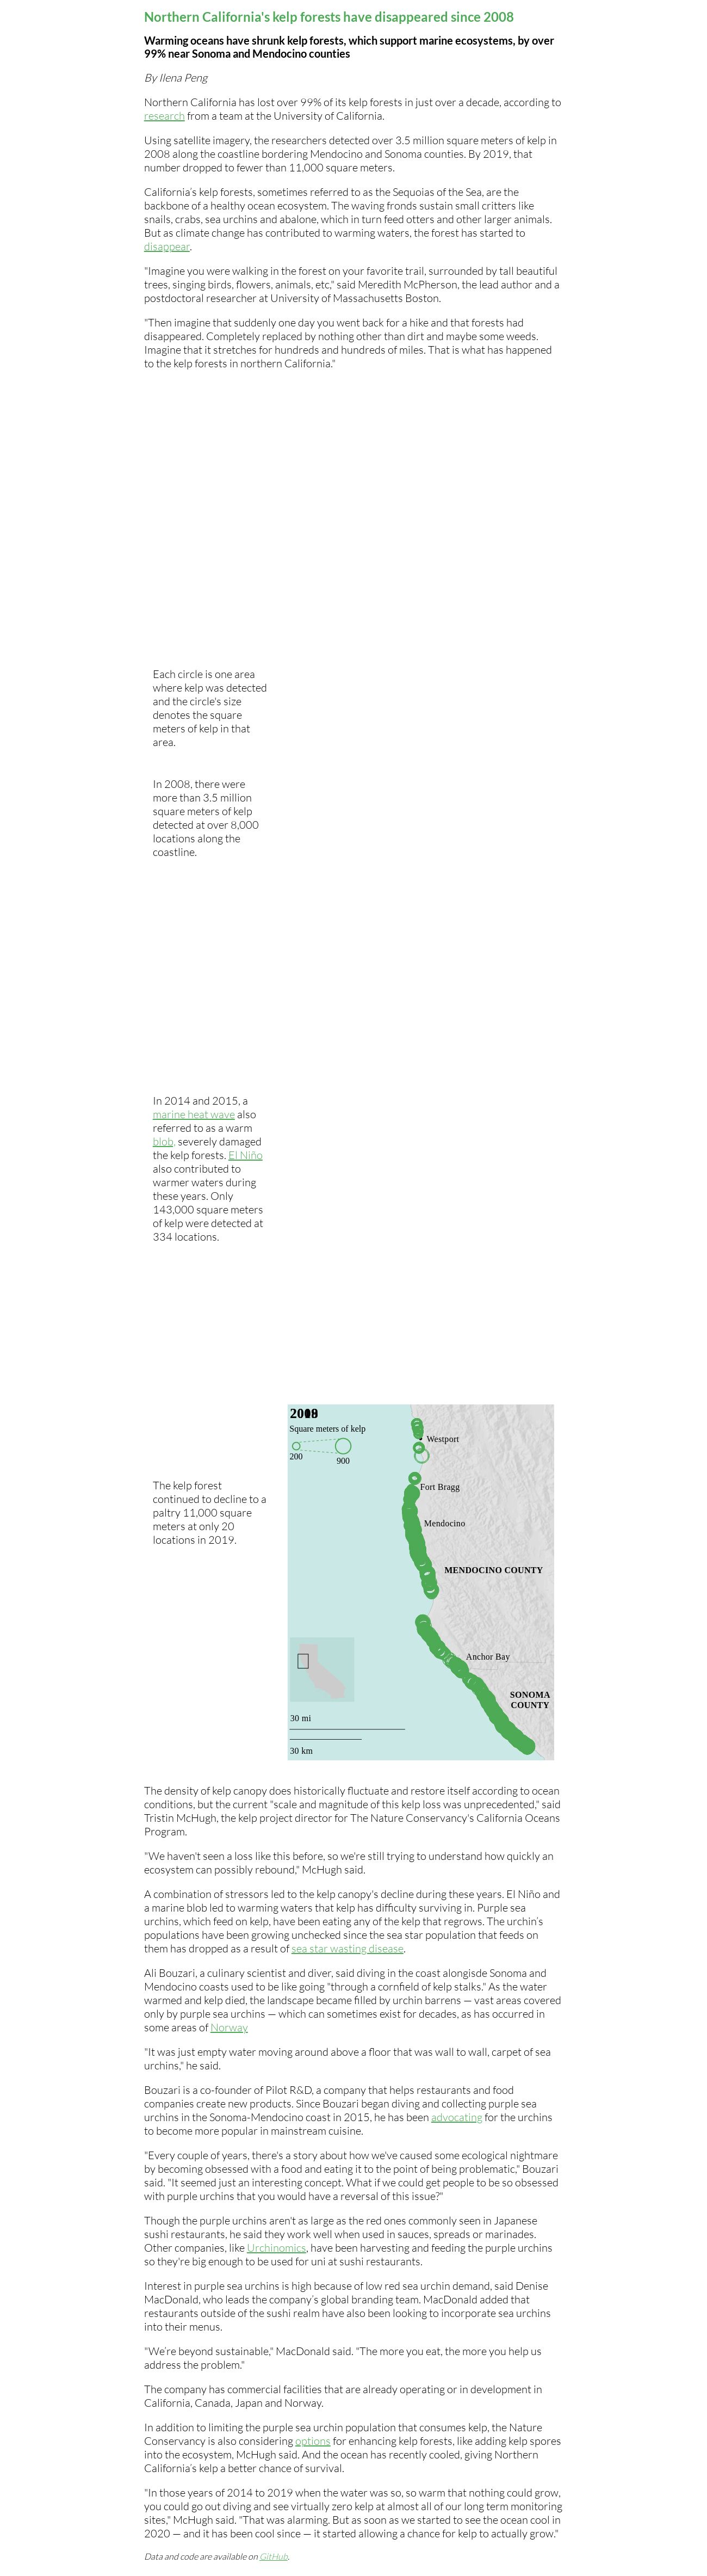 Northern California's kelp forests have disappeared since 2008
Warming oceans have shrunk kelp forests, which support marine ecosystems, by over
99% near Sonoma and Mendocino counties
By Ilena Peng
Northern California has lost over 99% of its kelp forests in just over a decade, according to
research from a team at the University of California.
Using satellite imagery, the researchers detected over 3.5 million square meters of kelp in
2008 along the coastline bordering Mendocino and Sonoma counties. By 2019, that
number dropped to fewer than 11,000 square meters.
California's kelp forests, sometimes referred to as the Sequoias of the Sea, are the
backbone of a healthy ocean ecosystem. The waving fronds sustain small critters like
snails, crabs, sea urchins and abalone, which in turn feed otters and other larger animals.
But as climate change has contributed to warming waters, the forest has started to
disappear.
"Imagine you were walking in the forest on your favorite trail, surrounded by tall beautiful
trees, singing birds, flowers, animals, etc," said Meredith McPherson, the lead author and a
postdoctoral researcher at University of Massachusetts Boston.
"Then imagine that suddenly one day you went back for a hike and that forests had
disappeared. Completely replaced by nothing other than dirt and maybe some weeds.
Imagine that it stretches for hundreds and hundreds of miles. That is what has happened
to the kelp forests in northern California."
Each circle is one area
where kelp was detected
and the circle's size
denotes the square
meters of kelp in that
area.
In 2008, there were
more than 3.5 million
square meters of kelp
detected at over 8,000
locations along the
coastline.
In 2014 and 2015, a
marine heat wave also
referred to as a warm
blob, severely damaged
the kelp forests. El Niño
also contributed to
warmer waters during
these years. Only
143,000 square meters
of kelp were detected at
334 locations.
The kelp forest
continued to decline to a
paltry 11,000 square
meters at only 20
locations in 2019.
Square meters of kelp
200
900
Westport
Fort Bragg
Mendocino
MENDOCINO COUNTY
Anchor Bay
SONOMA
COUNTY
30 mi
30 km
The density of kelp canopy does historically fluctuate and restore itself according to ocean
conditions, but the current "scale and magnitude of this kelp loss was unprecedented," said
Tristin McHugh, the kelp project director for The Nature Conservancy's California Oceans
Program.
"We haven't seen a loss like this before, so we're still trying to understand how quickly an
ecosystem can possibly rebound," McHugh said.
A combination of stressors led to the kelp canopy's decline during these years. El Niño and
a marine blob led to warming waters that kelp has difficulty surviving in. Purple sea
urchins, which feed on kelp, have been eating any of the kelp that regrows. The urchin's
populations have been growing unchecked since the sea star population that feeds on
them has dropped as a result of sea star wasting disease.
Ali Bouzari, a culinary scientist and diver, said diving in the coast alongisde Sonoma and
Mendocino coasts used to be like going "through a cornfield of kelp stalks." As the water
warmed and kelp died, the landscape became filled by urchin barrens — vast areas covered
only by purple sea urchins — which can sometimes exist for decades, as has occurred in
some areas of Norway
"It was just empty water moving around above a floor that was wall to wall, carpet of sea
urchins," he said.
Bouzari is a co-founder of Pilot R&D, a company that helps restaurants and food
companies create new products. Since Bouzari began diving and collecting purple sea
urchins in the Sonoma-Mendocino coast in 2015, he has been advocating for the urchins
to become more popular in mainstream cuisine.
"Every couple of years, there's a story about how we've caused some ecological nightmare
by becoming obsessed with a food and eating it to the point of being problematic," Bouzari
said. "It seemed just an interesting concept. What if we could get people to be so obsessed
with purple urchins that you would have a reversal of this issue?"
Though the purple urchins aren't as large as the red ones commonly seen in Japanese
sushi restaurants, he said they work well when used in sauces, spreads or marinades.
Other companies, like Urchinomics, have been harvesting and feeding the purple urchins
so they're big enough to be used for uni at sushi restaurants.
Interest in purple sea urchins is high because of low red sea urchin demand, said Denise
MacDonald, who leads the company's global branding team. MacDonald added that
restaurants outside of the sushi realm have also been looking to incorporate sea urchins
into their menus.
"We're beyond sustainable," MacDonald said. "The more you eat, the more you help us
address the problem."
The company has commercial facilities that are already operating or in development in
California, Canada, Japan and Norway.
In addition to limiting the purple sea urchin population that consumes kelp, the Nature
Conservancy is also considering options for enhancing kelp forests, like adding kelp spores
into the ecosystem, McHugh said. And the ocean has recently cooled, giving Northern
California's kelp a better chance of survival.
"In those years of 2014 to 2019 when the water was so, so warm that nothing could grow,
you could go out diving and see virtually zero kelp at almost all of our long term monitoring
sites," McHugh said. "That was alarming. But as soon as we started to see the ocean cool in
2020 — and it has been cool since — it started allowing a chance for kelp to actually grow."
Data and code are available on GitHub.